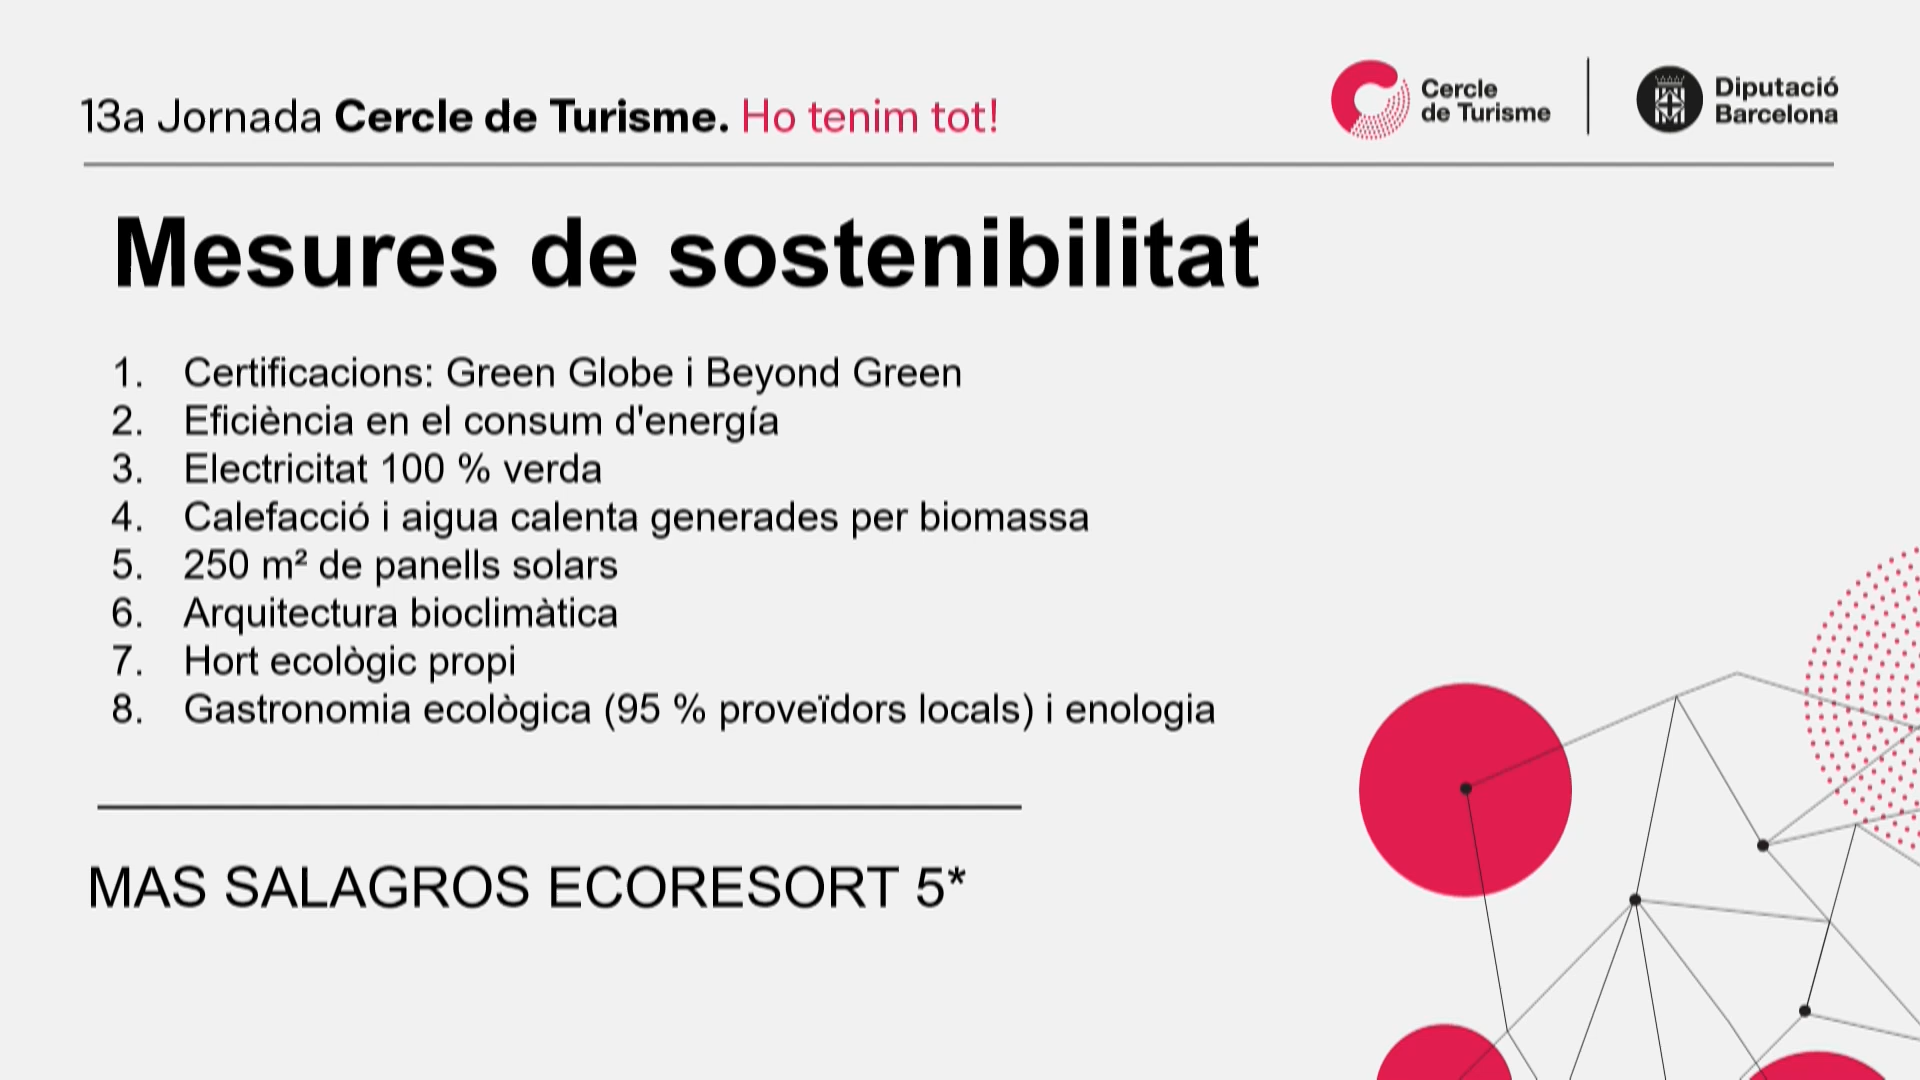 13a Jornada Cercle de Turisme. Ho tenim tot!
Cercle
de Turisme
Diputació
Barcelona
Mesures de sostenibilitat
1. Certificacions: Green Globe i Beyond Green
2. Eficiència en el consum d'energía
3. Electricitat 100 % verda
4. Calefacció i aigua calenta generades per biomassa
5. 250 m² de panells solars
6. Arquitectura bioclimàtica
7. Hort ecològic propi
8. Gastronomia ecològica (95 % proveïdors locals) i enologia
MAS SALAGROS ECORESORT 5*